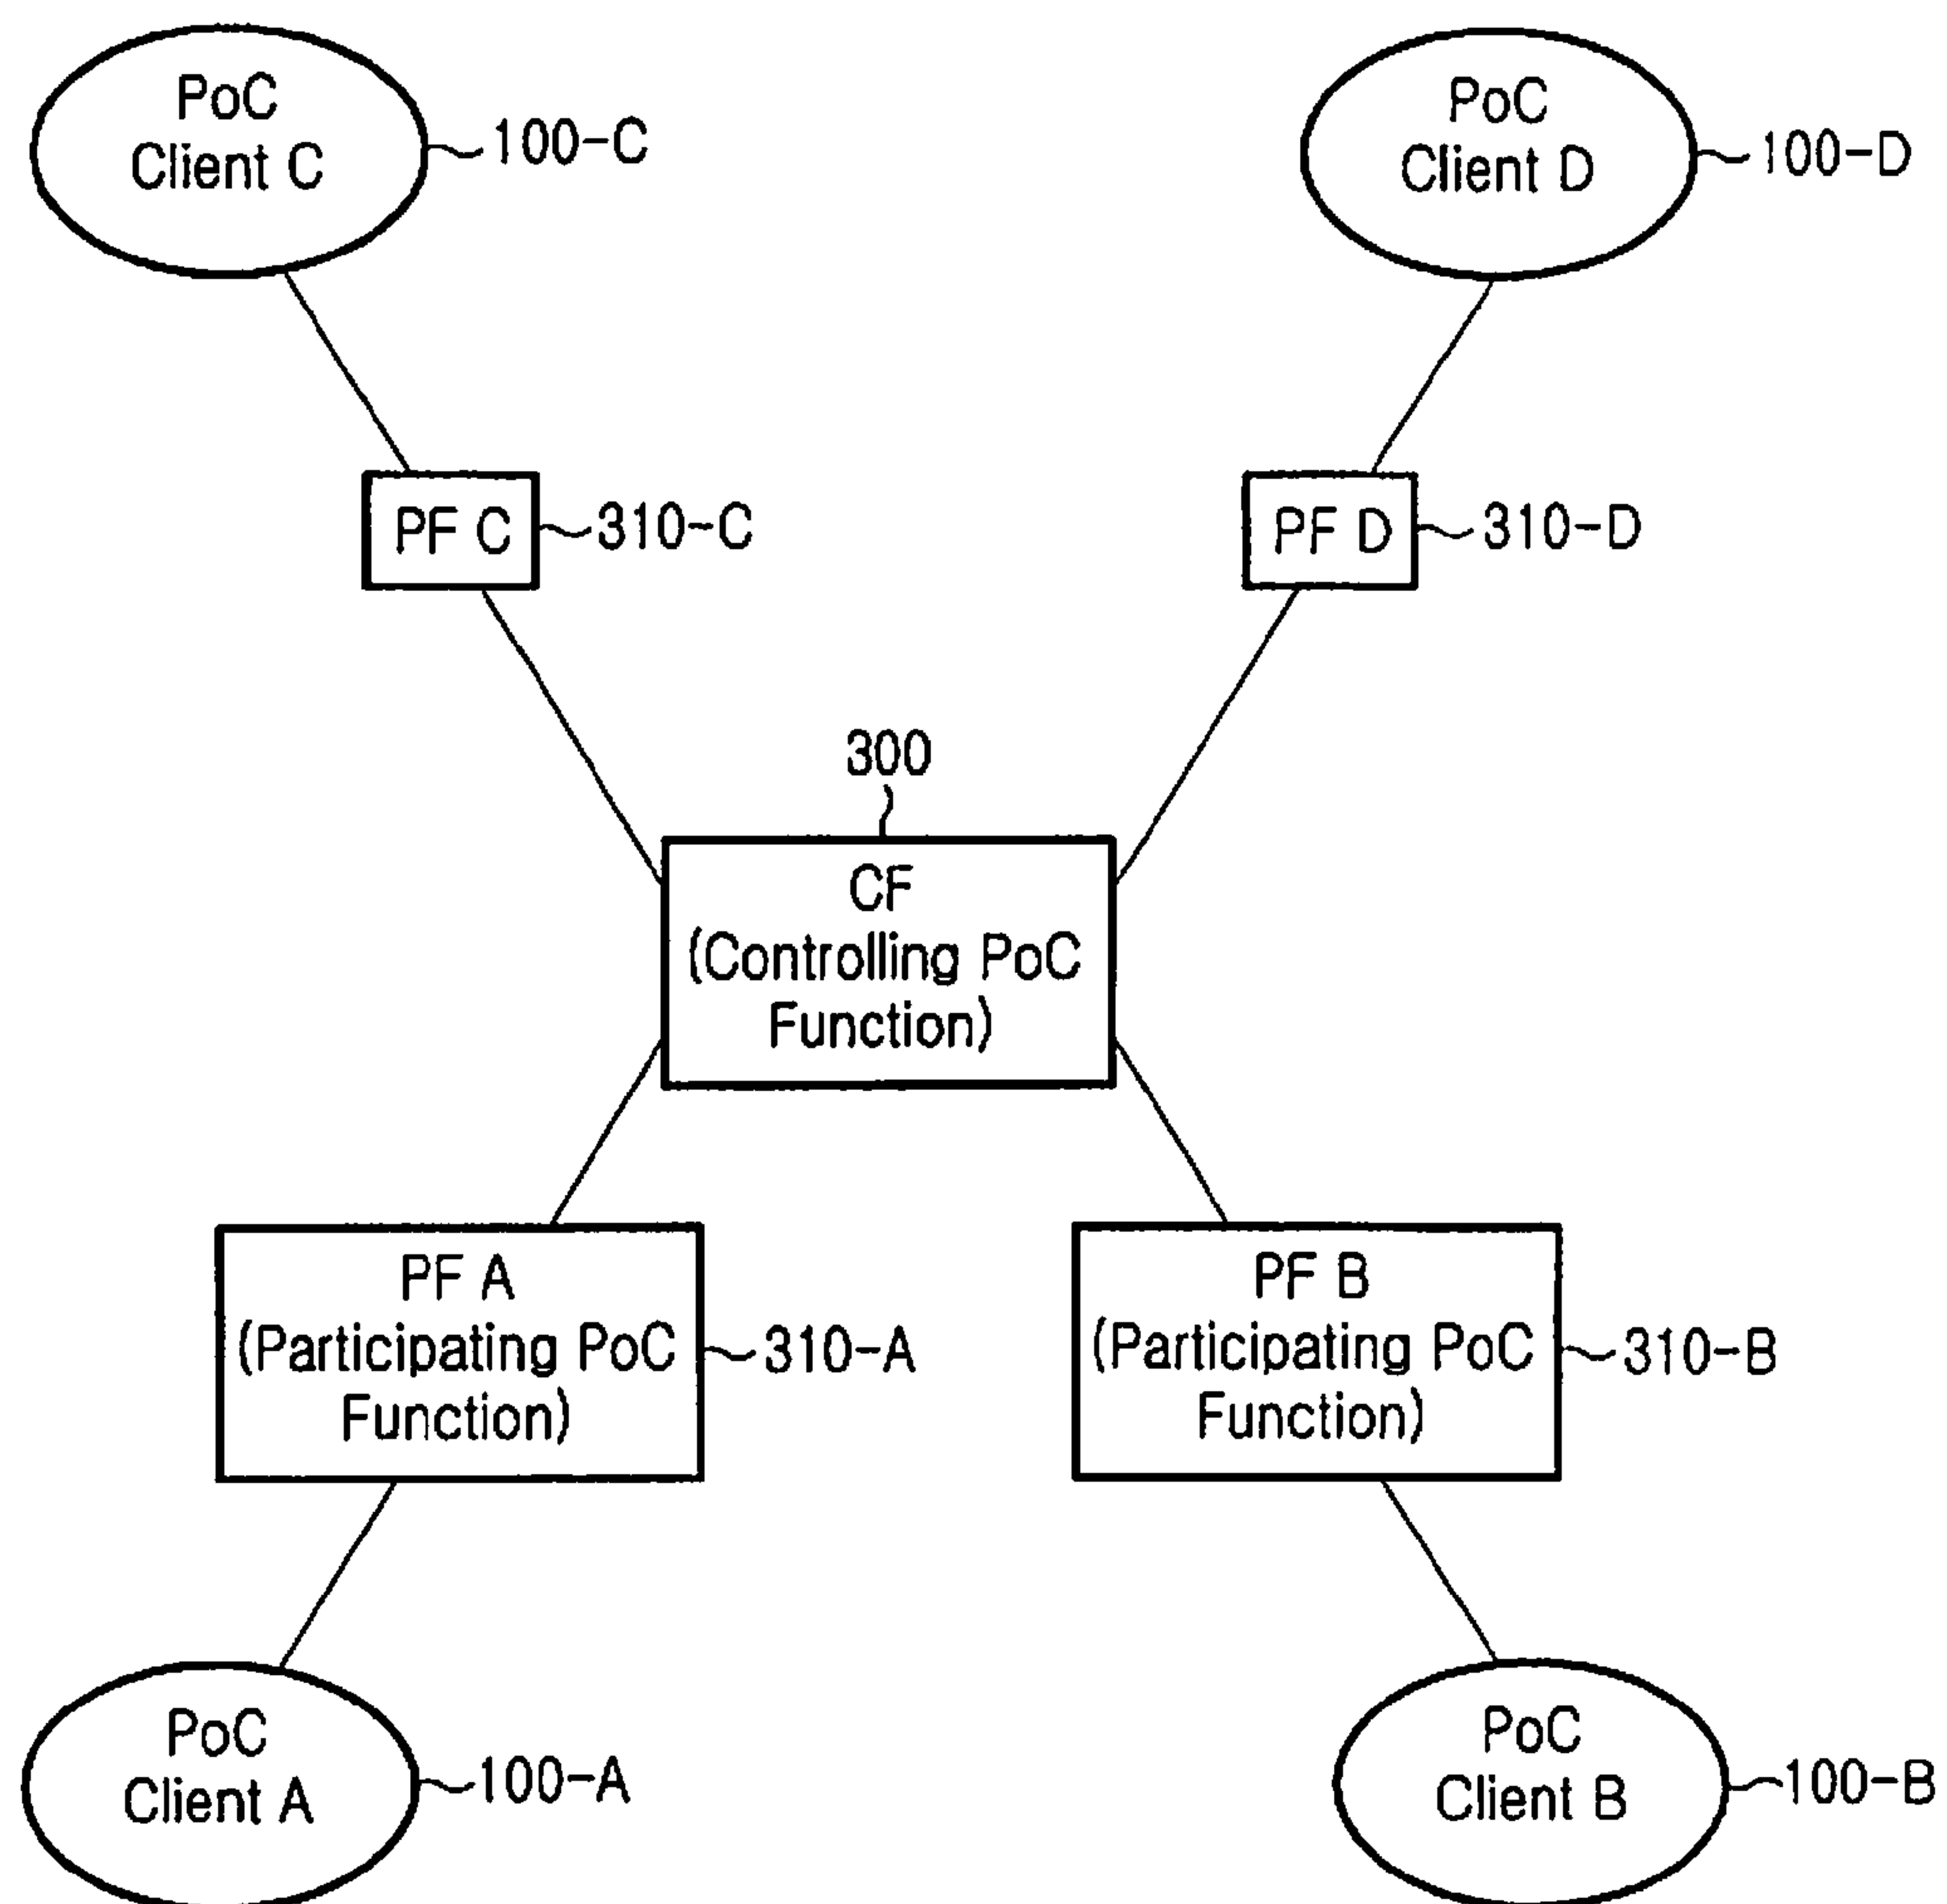 PoC
Client C
100-C
PoC
Client D
100-D
PF C
310-C
PF D
310-D
300
CF
(Controlling PoC
Function)
PF A
(Participating PoC
Function)
310-A
PF B
(Participating PoC
Function)
310-B
PoC
Client A
100-A
PoC
Client B
100-B